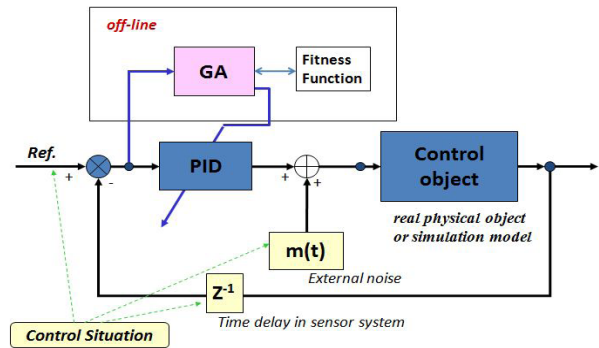 off-line
GA
Fitness
Function
Ref.
+
-
PID
+
+
Control
object
real physical object
or simulation model
m(t)
External noise
Z-1
Time delay in sensor system
Control Situation